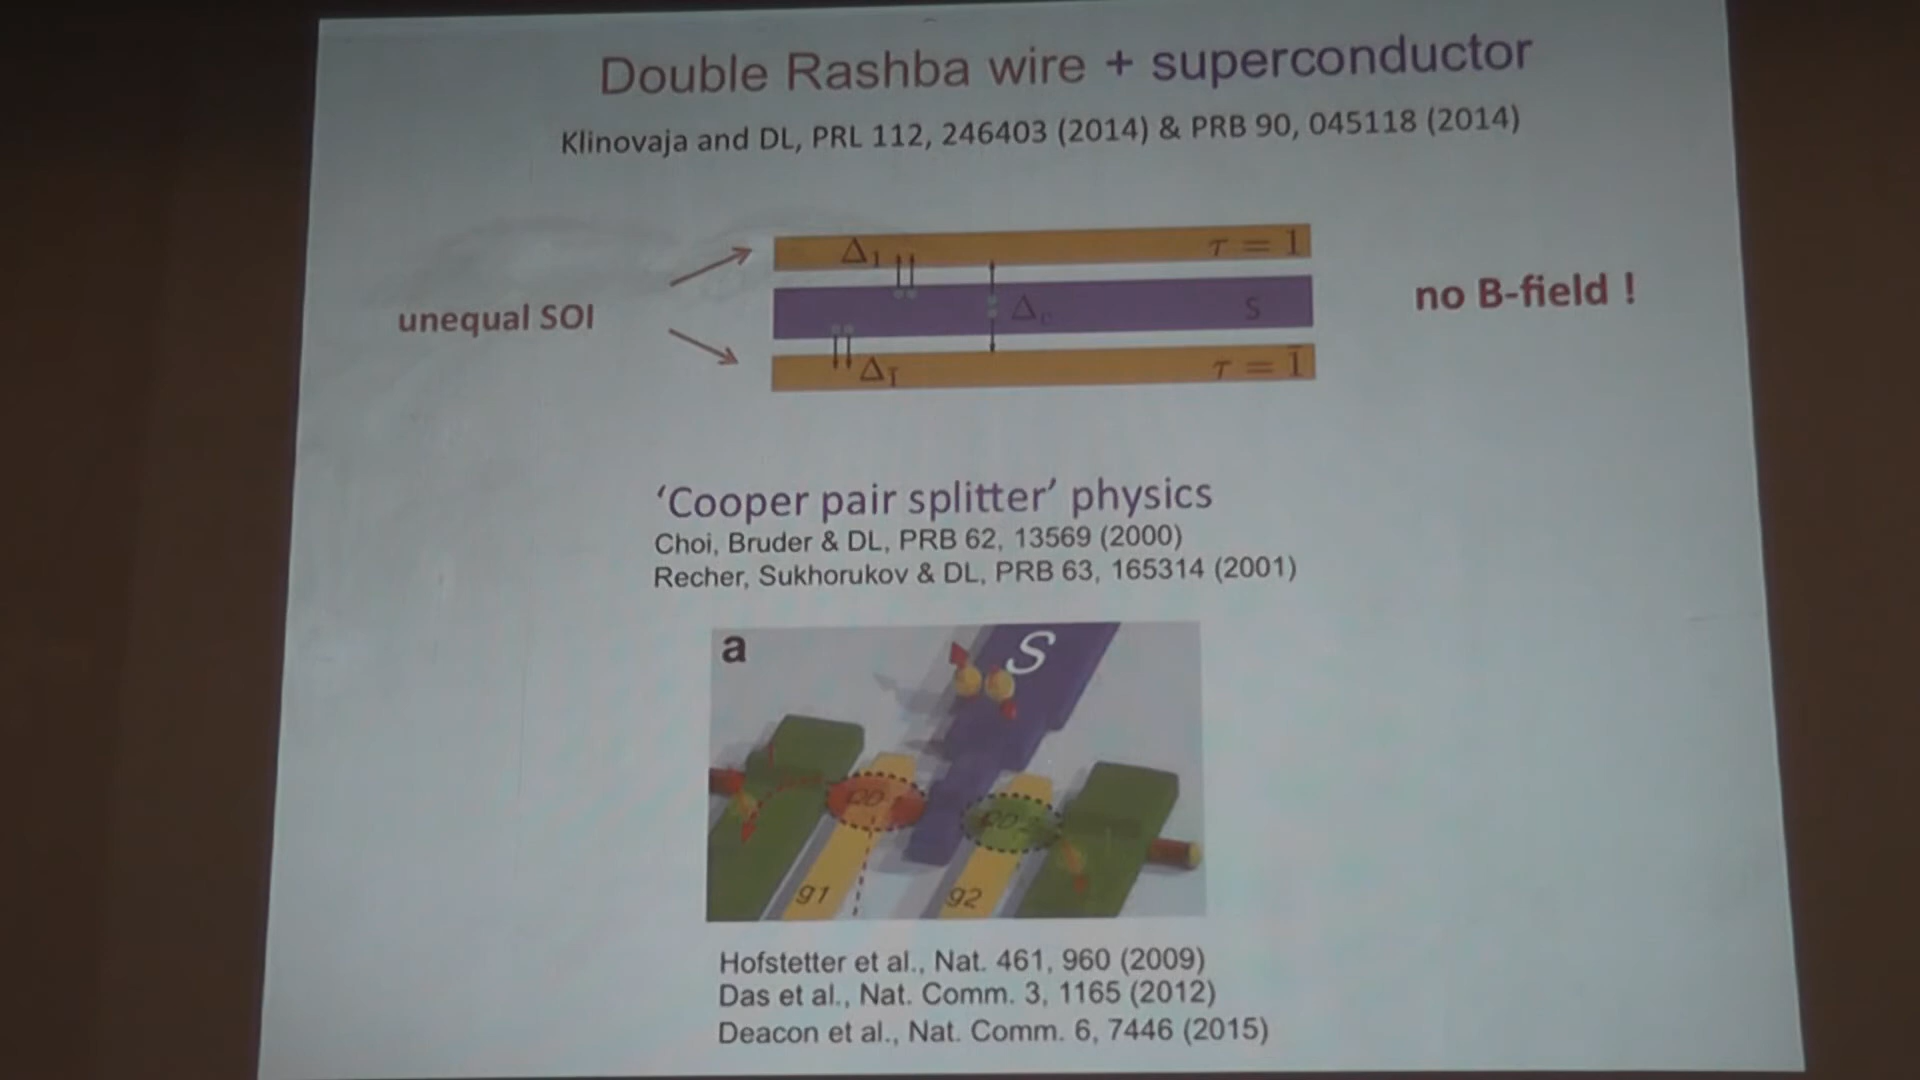 Double Rashba wire + superconductor
Klinovaja and DL, PRL 112, 246403 (2014) & PRB 90, 045118 (2014)
Δ₁ τ = 1
unequal SOI
Δ꜀ S
no B-field !
Δ_1̄ τ = 1̄
‘Cooper pair splitter’ physics
Choi, Bruder & DL, PRB 62, 13569 (2000)
Recher, Sukhorukov & DL, PRB 63, 165314 (2001)
a
S
g1 g2
Hofstetter et al., Nat. 461, 960 (2009)
Das et al., Nat. Comm. 3, 1165 (2012)
Deacon et al., Nat. Comm. 6, 7446 (2015)